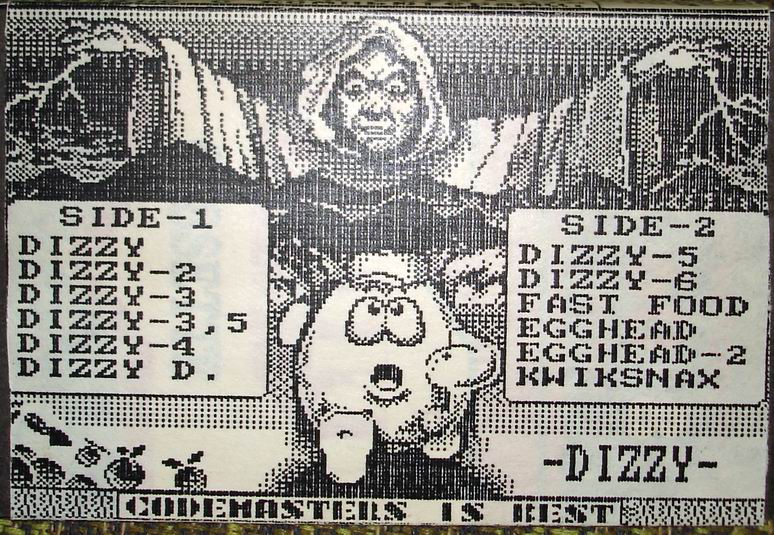 SIDE-1
DIZZY
DIZZY-2
DIZZY-3
DIZZY-3,5
DIZZY-4
DIZZY D.
SIDE-2
DIZZY-5
DIZZY-6
FAST FOOD
EGGHEAD
EGGHEAD-2
KWIKSNAX
-DIZZY-
CODEMASTERS IS BEST